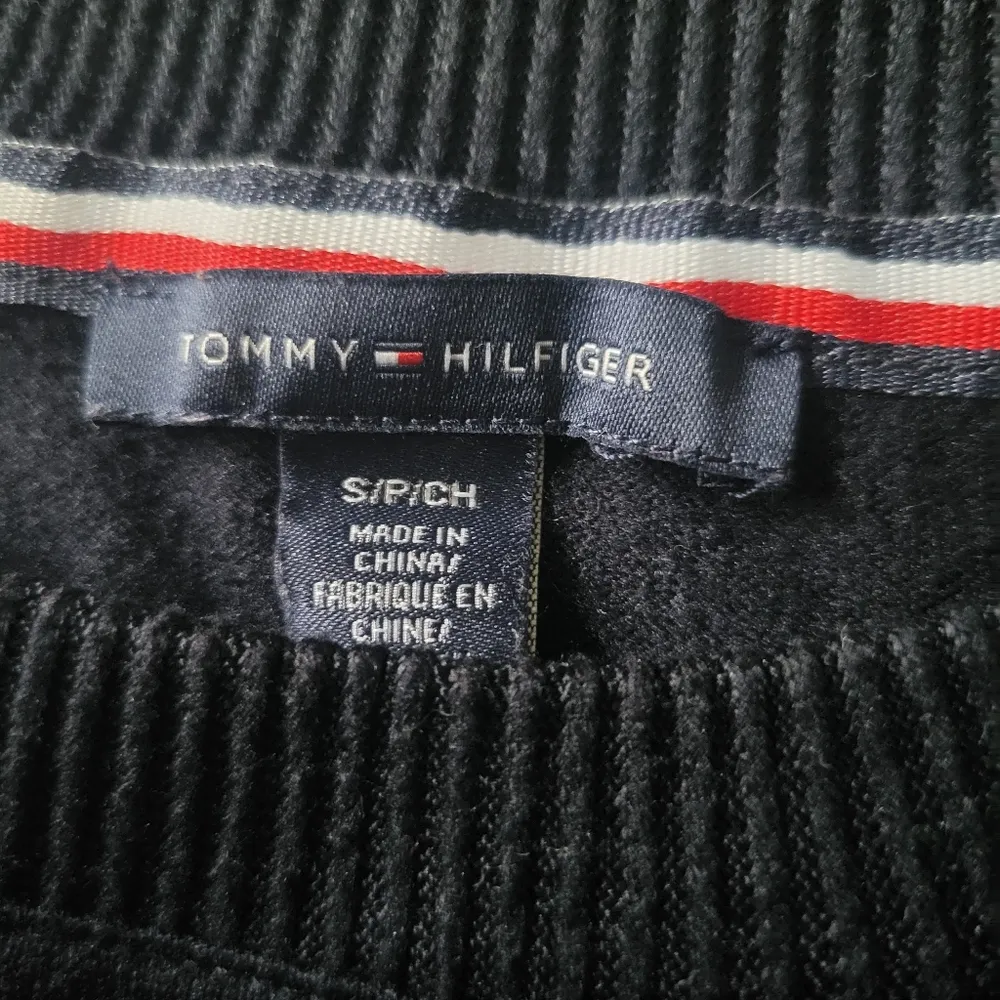 TOMMY HILFIGER
S/P/CH
MADE IN
CHINA/
FABRIQUÉ EN
CHINE/